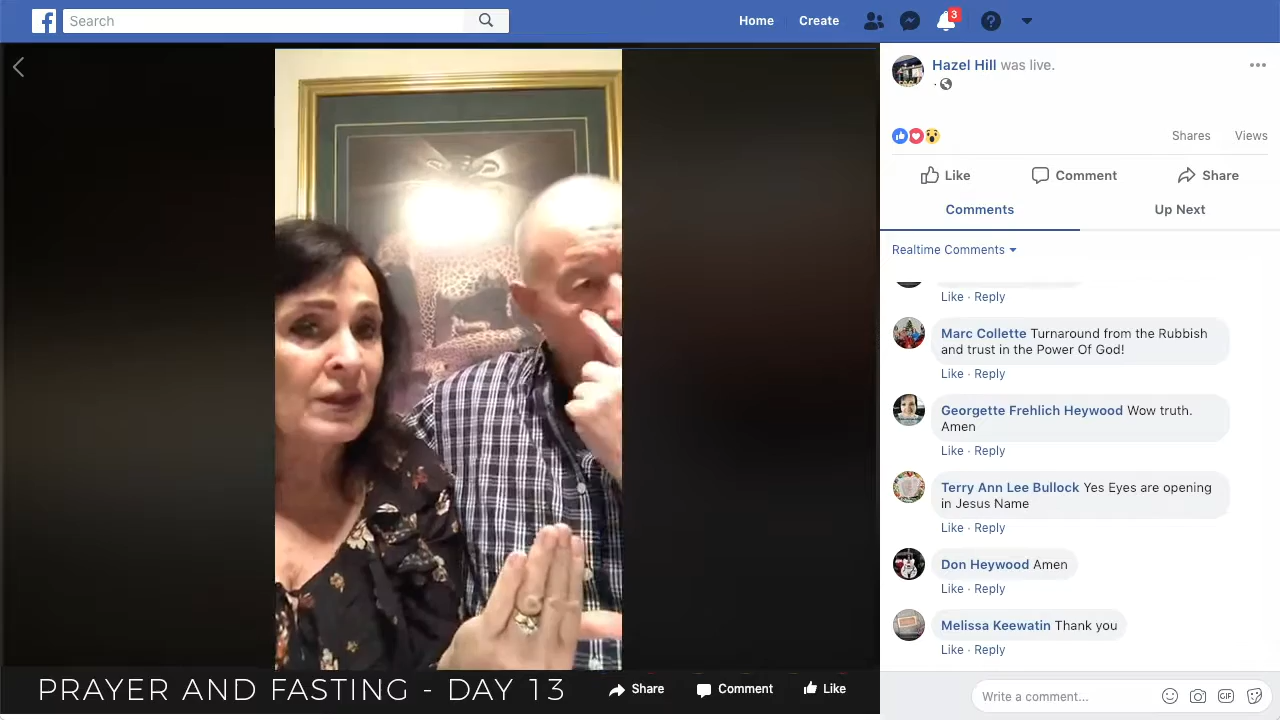 Search
Home
Create
3
Hazel Hill was live.
Shares
Views
Like
Comment
Share
Comments
Up Next
Realtime Comments
Like · Reply
Marc Collette Turnaround from the Rubbish
and trust in the Power Of God!
Like · Reply
Georgette Frehlich Heywood Wow truth.
Amen
Like · Reply
Terry Ann Lee Bullock Yes Eyes are opening
in Jesus Name
Like · Reply
Don Heywood Amen
Like · Reply
Melissa Keewatin Thank you
Like · Reply
PRAYER AND FASTING - DAY 13
Share
Comment
Like
Write a comment...
GIF